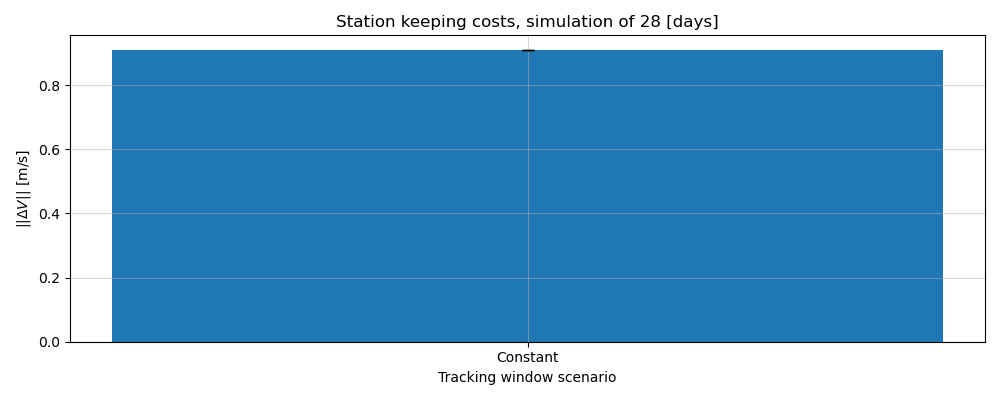 Station keeping costs, simulation of 28 [days]
||ΔV|| [m/s]
0.8
0.6
0.4
0.2
0.0
Constant
Tracking window scenario